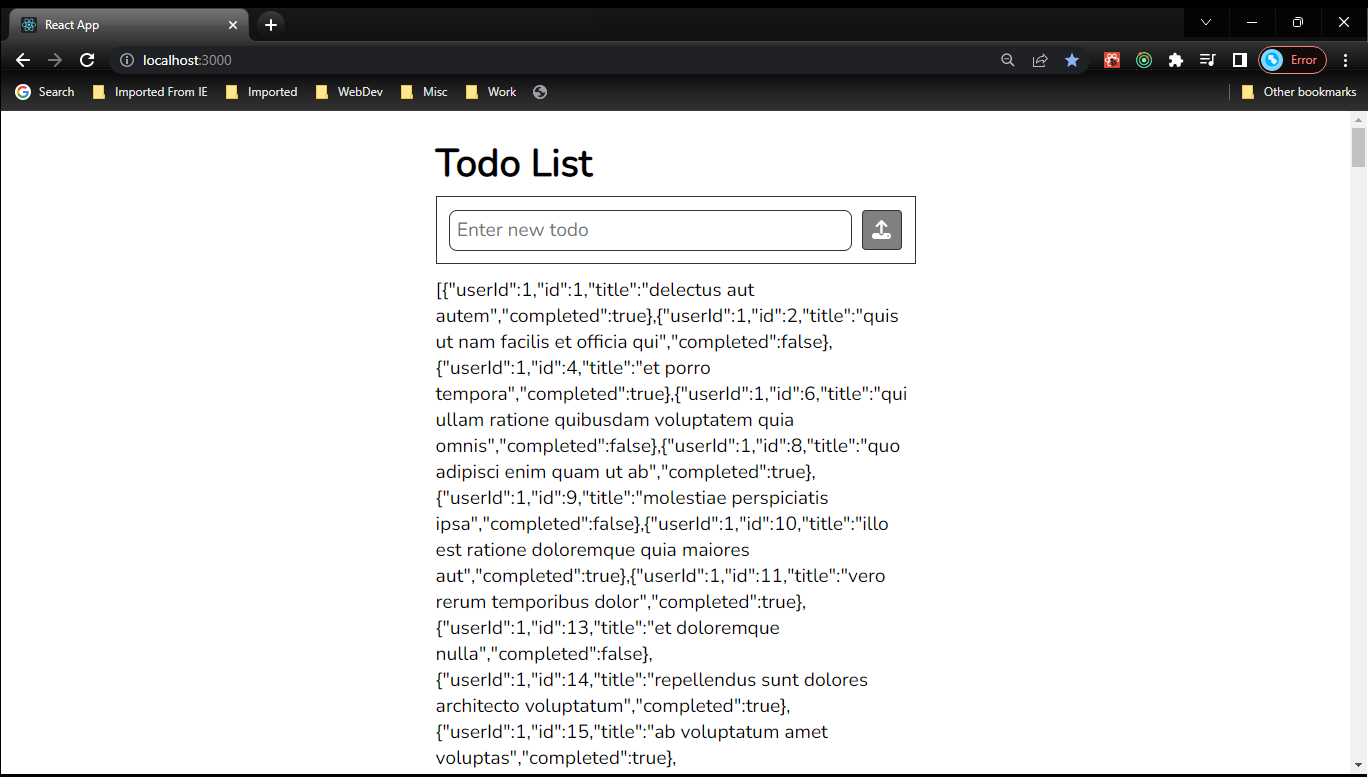 React App
localhost:3000
Error
Search
Imported From IE
Imported
WebDev
Misc
Work
Other bookmarks
Todo List
Enter new todo
[{"userId":1,"id":1,"title":"delectus aut
autem","completed":true},{"userId":1,"id":2,"title":"quis
ut nam facilis et officia qui","completed":false},
{"userId":1,"id":4,"title":"et porro
tempora","completed":true},{"userId":1,"id":6,"title":"qui
ullam ratione quibusdam voluptatem quia
omnis","completed":false},{"userId":1,"id":8,"title":"quo
adipisci enim quam ut ab","completed":true},
{"userId":1,"id":9,"title":"molestiae perspiciatis
ipsa","completed":false},{"userId":1,"id":10,"title":"illo
est ratione doloremque quia maiores
aut","completed":true},{"userId":1,"id":11,"title":"vero
rerum temporibus dolor","completed":true},
{"userId":1,"id":13,"title":"et doloremque
nulla","completed":false},
{"userId":1,"id":14,"title":"repellendus sunt dolores
architecto voluptatum","completed":true},
{"userId":1,"id":15,"title":"ab voluptatum amet
voluptas","completed":true},